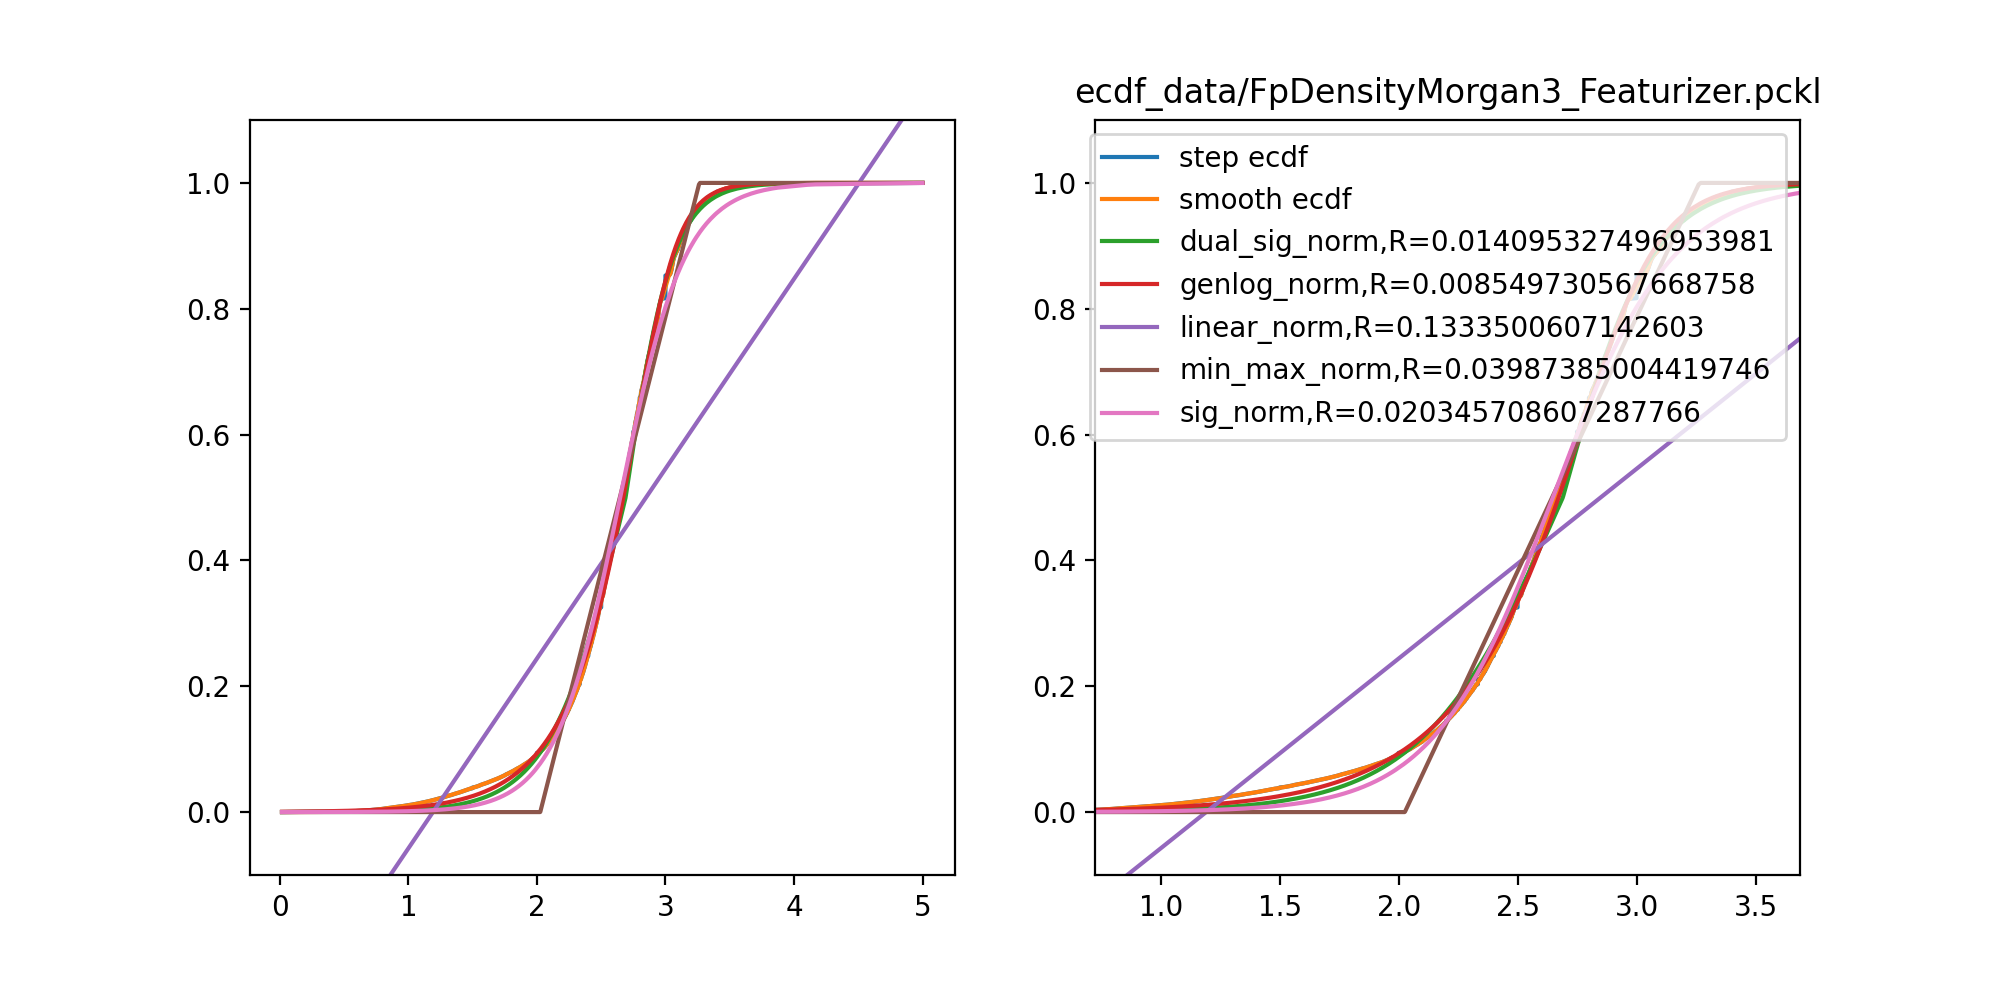 ecdf_data/FpDensityMorgan3_Featurizer.pckl
1.0
0.8
0.6
0.4
0.2
0.0
0 1 2 3 4 5
1.0
0.8
0.6
0.4
0.2
0.0
1.0 1.5 2.0 2.5 3.0 3.5
step ecdf
smooth ecdf
dual_sig_norm,R=0.014095327496953981
genlog_norm,R=0.008549730567668758
linear_norm,R=0.1333500607142603
min_max_norm,R=0.03987385004419746
sig_norm,R=0.020345708607287766